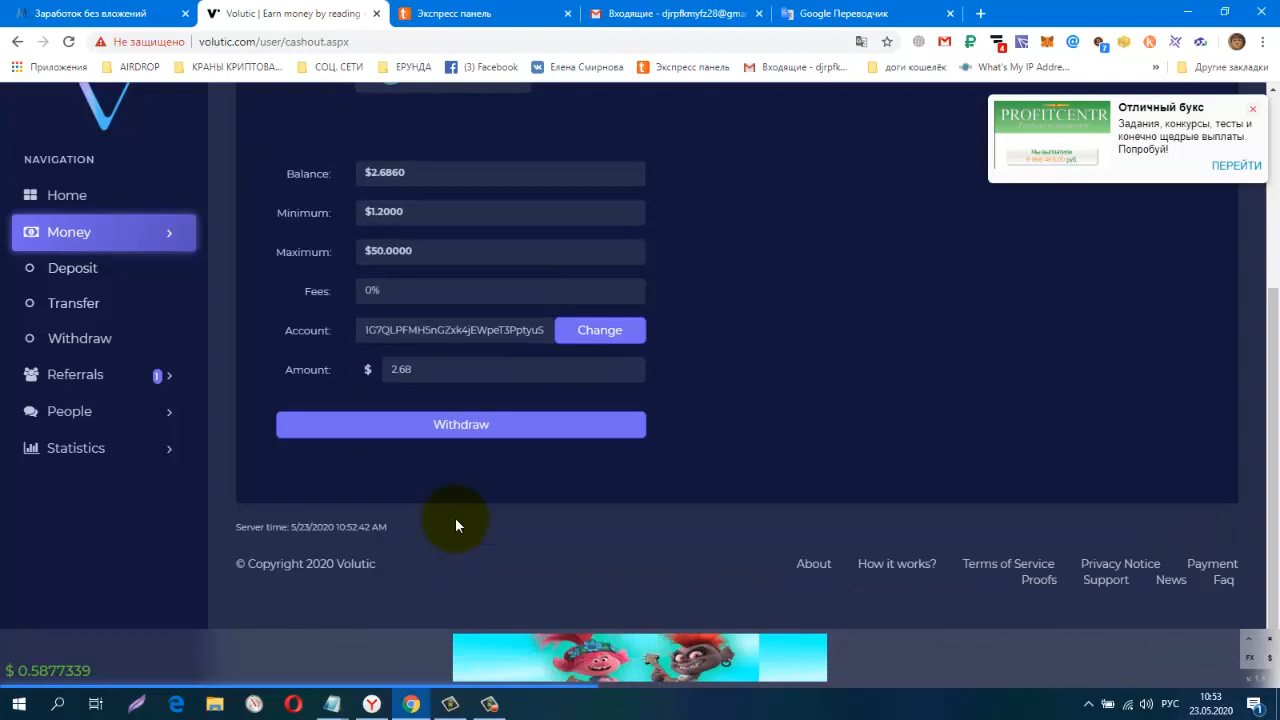 Заработок без вложений
Volutic | Earn money by reading
Экспресс панель
Входящие - djrpfkmyfz28@gma
Google Переводчик
Не защищено
volutic.com/user/cashout.aspx
4
7
Приложения
AIRDROP
КРАНЫ КРИПТОВА...
СОЦ. СЕТИ
ЕРУНДА
(3) Facebook
Елена Смирнова
Экспресс панель
Входящие - djrpfk...
доги кошелёк
What's My IP Addre...
»
Другие закладки
Отличный букс
PROFITCENTR
Задания, конкурсы, тесты и
конечно щедрые выплаты.
Попробуй!
ПЕРЕЙТИ
NAVIGATION
Home
Money
Deposit
Transfer
Withdraw
Referrals 1
People
Statistics
Balance: $2.6860
Minimum: $1.2000
Maximum: $50.0000
Fees: 0%
Account: 1G7QLPFMH5nGZxk4jEWpeT3PptyuS Change
Amount: $ 2.68
Withdraw
Server time: 5/23/2020 10:52:42 AM
© Copyright 2020 Volutic
About How it works? Terms of Service Privacy Notice Payment
Proofs Support News Faq
$ 0.5877339
FX $
РУС
10:53
23.05.2020
1